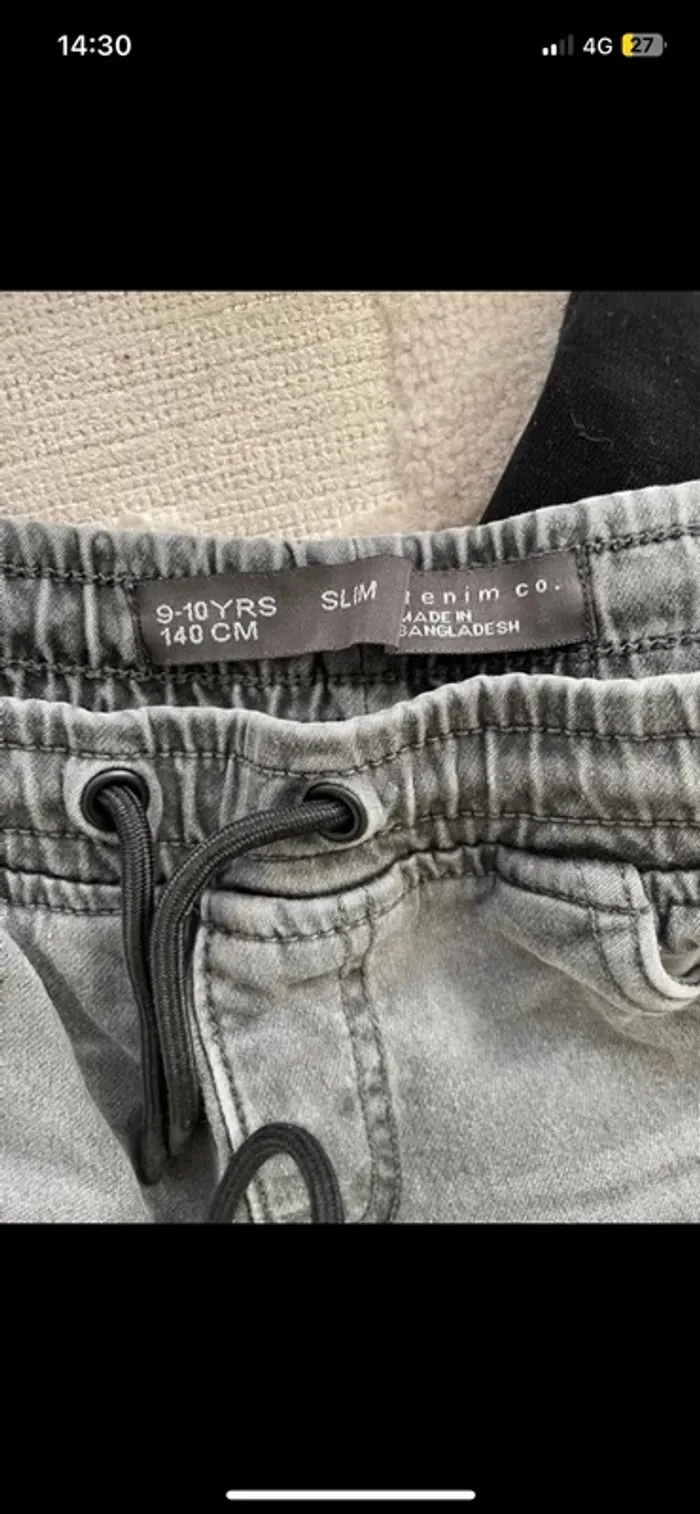 14:30
4G
27
9-10YRS
140 CM
SLIM
enim co.
MADE IN
BANGLADESH